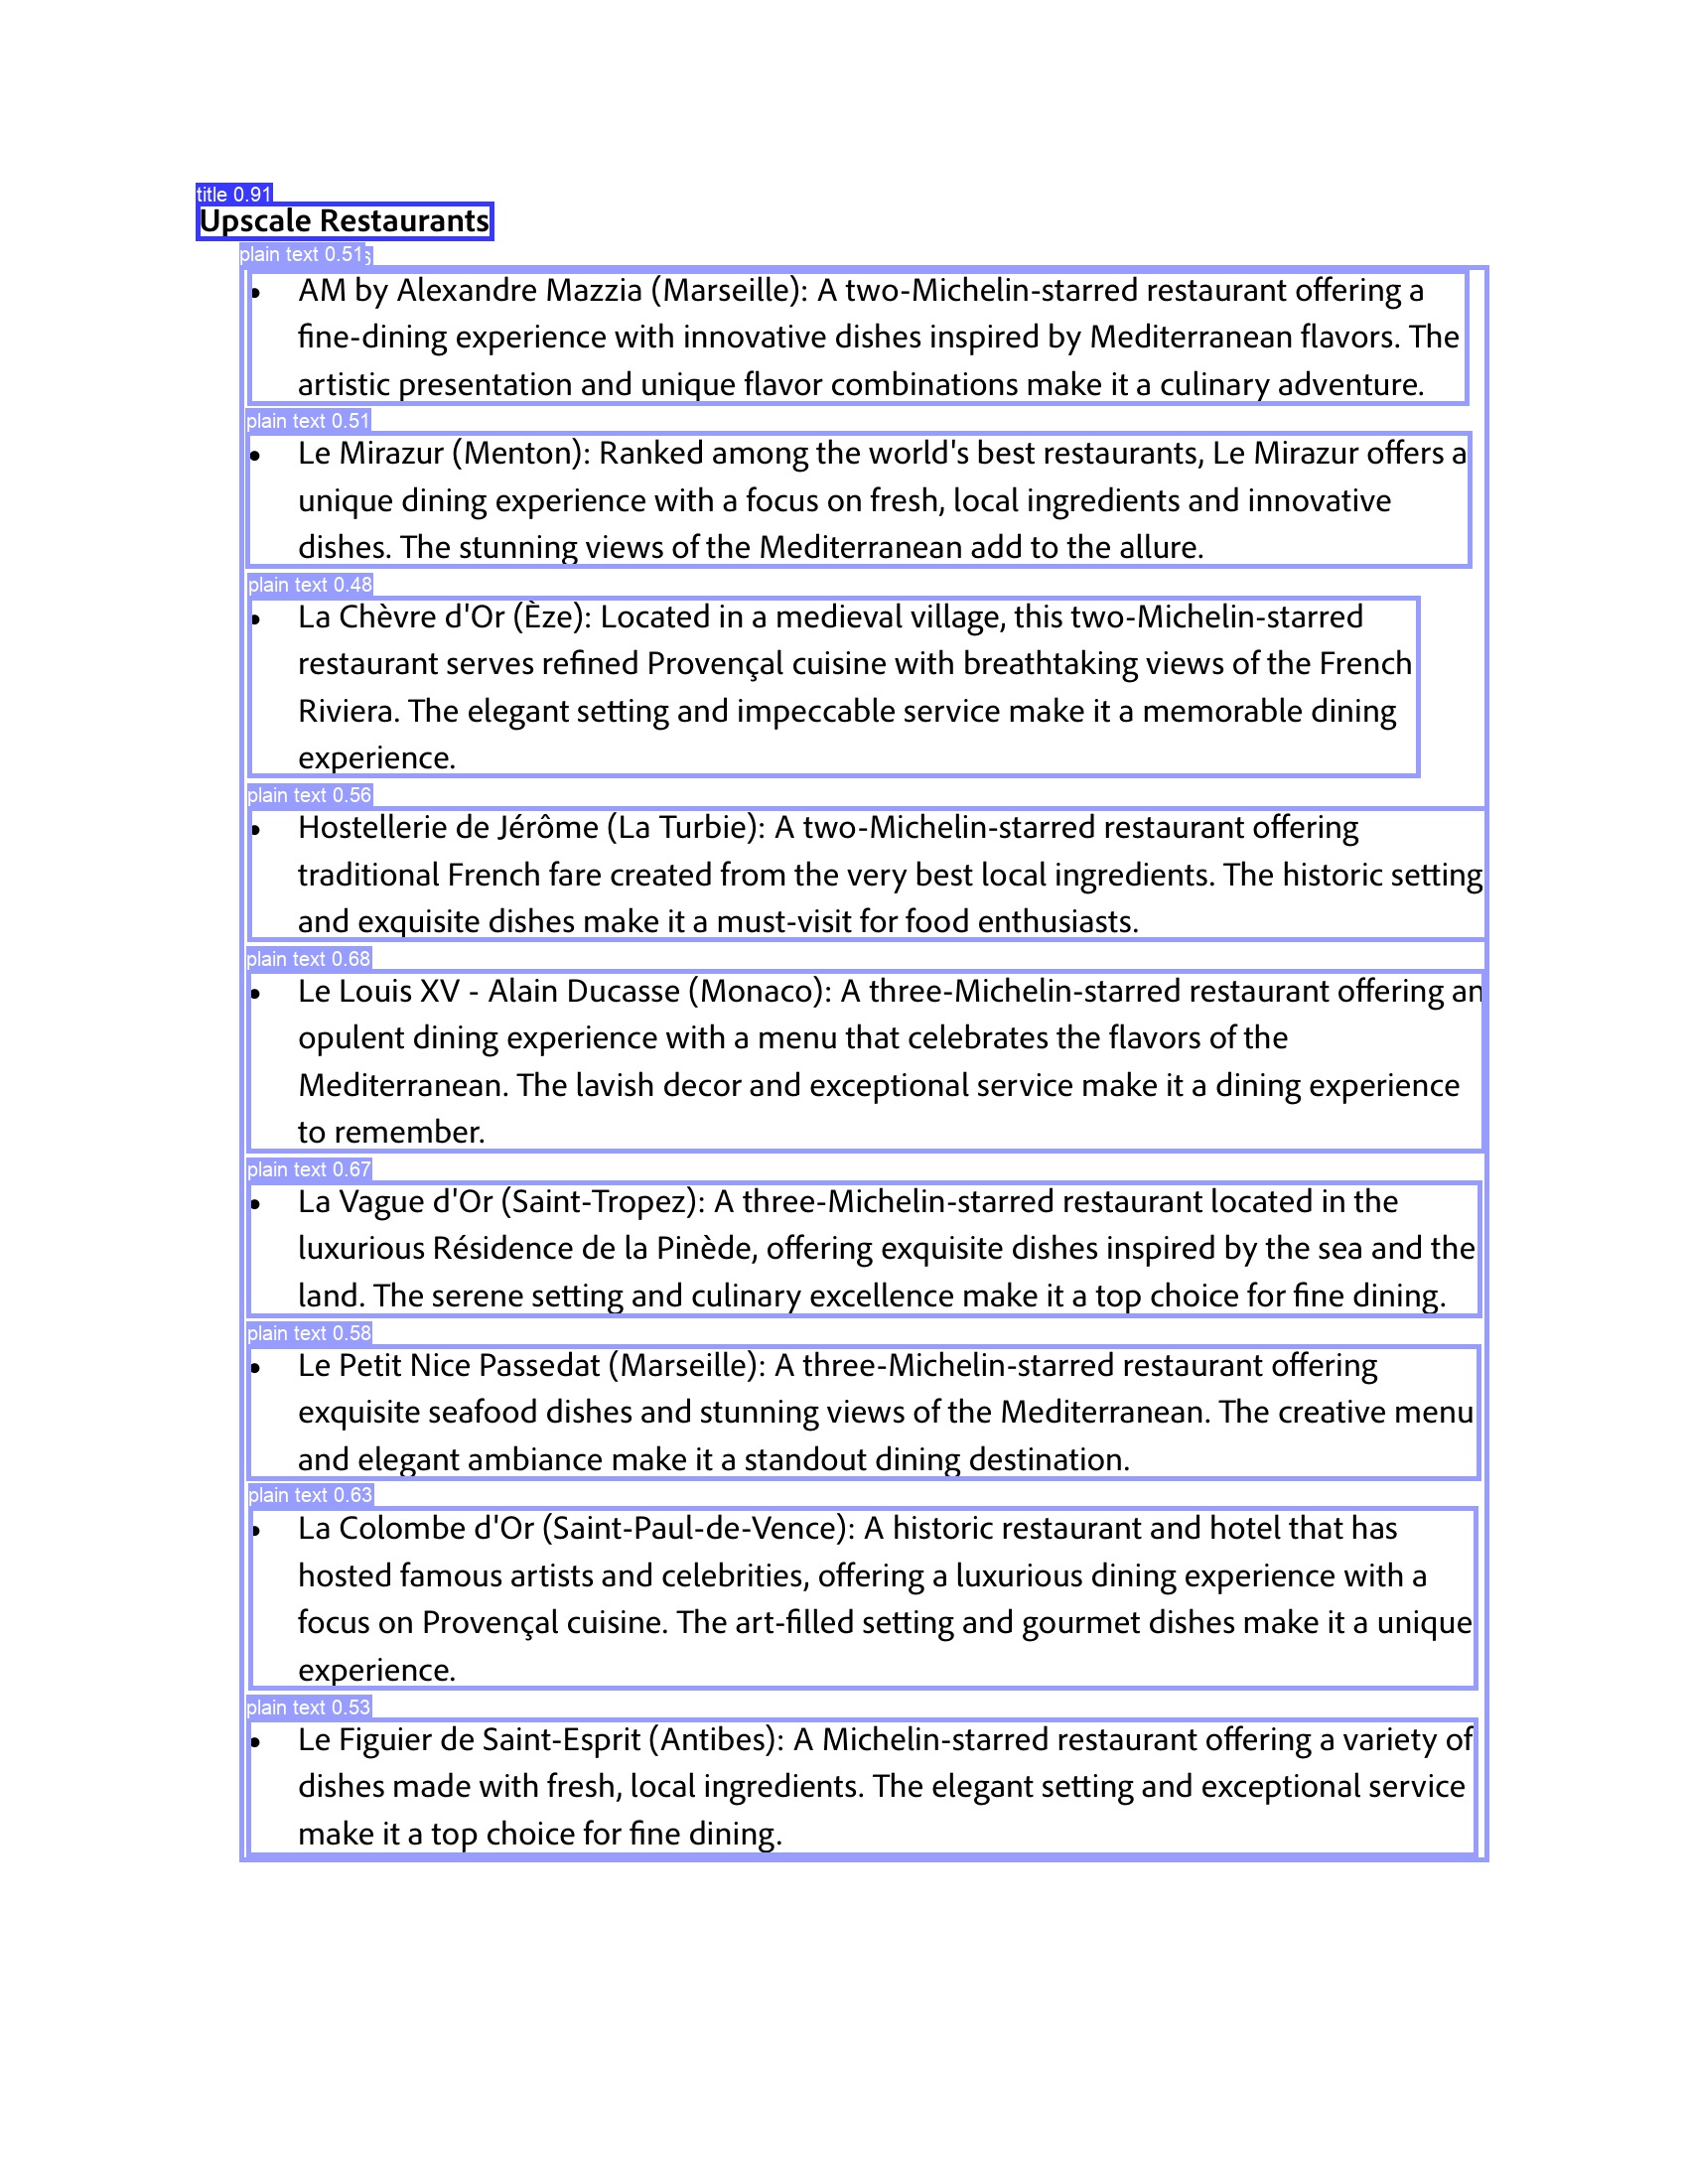 title 0.91
Upscale Restaurants
plain text 0.51
• AM by Alexandre Mazzia (Marseille): A two-Michelin-starred restaurant offering a
fine-dining experience with innovative dishes inspired by Mediterranean flavors. The
artistic presentation and unique flavor combinations make it a culinary adventure.
plain text 0.51
• Le Mirazur (Menton): Ranked among the world's best restaurants, Le Mirazur offers a
unique dining experience with a focus on fresh, local ingredients and innovative
dishes. The stunning views of the Mediterranean add to the allure.
plain text 0.48
• La Chèvre d'Or (Èze): Located in a medieval village, this two-Michelin-starred
restaurant serves refined Provençal cuisine with breathtaking views of the French
Riviera. The elegant setting and impeccable service make it a memorable dining
experience.
plain text 0.56
• Hostellerie de Jérôme (La Turbie): A two-Michelin-starred restaurant offering
traditional French fare created from the very best local ingredients. The historic setting
and exquisite dishes make it a must-visit for food enthusiasts.
plain text 0.68
• Le Louis XV - Alain Ducasse (Monaco): A three-Michelin-starred restaurant offering an
opulent dining experience with a menu that celebrates the flavors of the
Mediterranean. The lavish decor and exceptional service make it a dining experience
to remember.
plain text 0.67
• La Vague d'Or (Saint-Tropez): A three-Michelin-starred restaurant located in the
luxurious Résidence de la Pinède, offering exquisite dishes inspired by the sea and the
land. The serene setting and culinary excellence make it a top choice for fine dining.
plain text 0.58
• Le Petit Nice Passedat (Marseille): A three-Michelin-starred restaurant offering
exquisite seafood dishes and stunning views of the Mediterranean. The creative menu
and elegant ambiance make it a standout dining destination.
plain text 0.63
• La Colombe d'Or (Saint-Paul-de-Vence): A historic restaurant and hotel that has
hosted famous artists and celebrities, offering a luxurious dining experience with a
focus on Provençal cuisine. The art-filled setting and gourmet dishes make it a unique
experience.
plain text 0.53
• Le Figuier de Saint-Esprit (Antibes): A Michelin-starred restaurant offering a variety of
dishes made with fresh, local ingredients. The elegant setting and exceptional service
make it a top choice for fine dining.